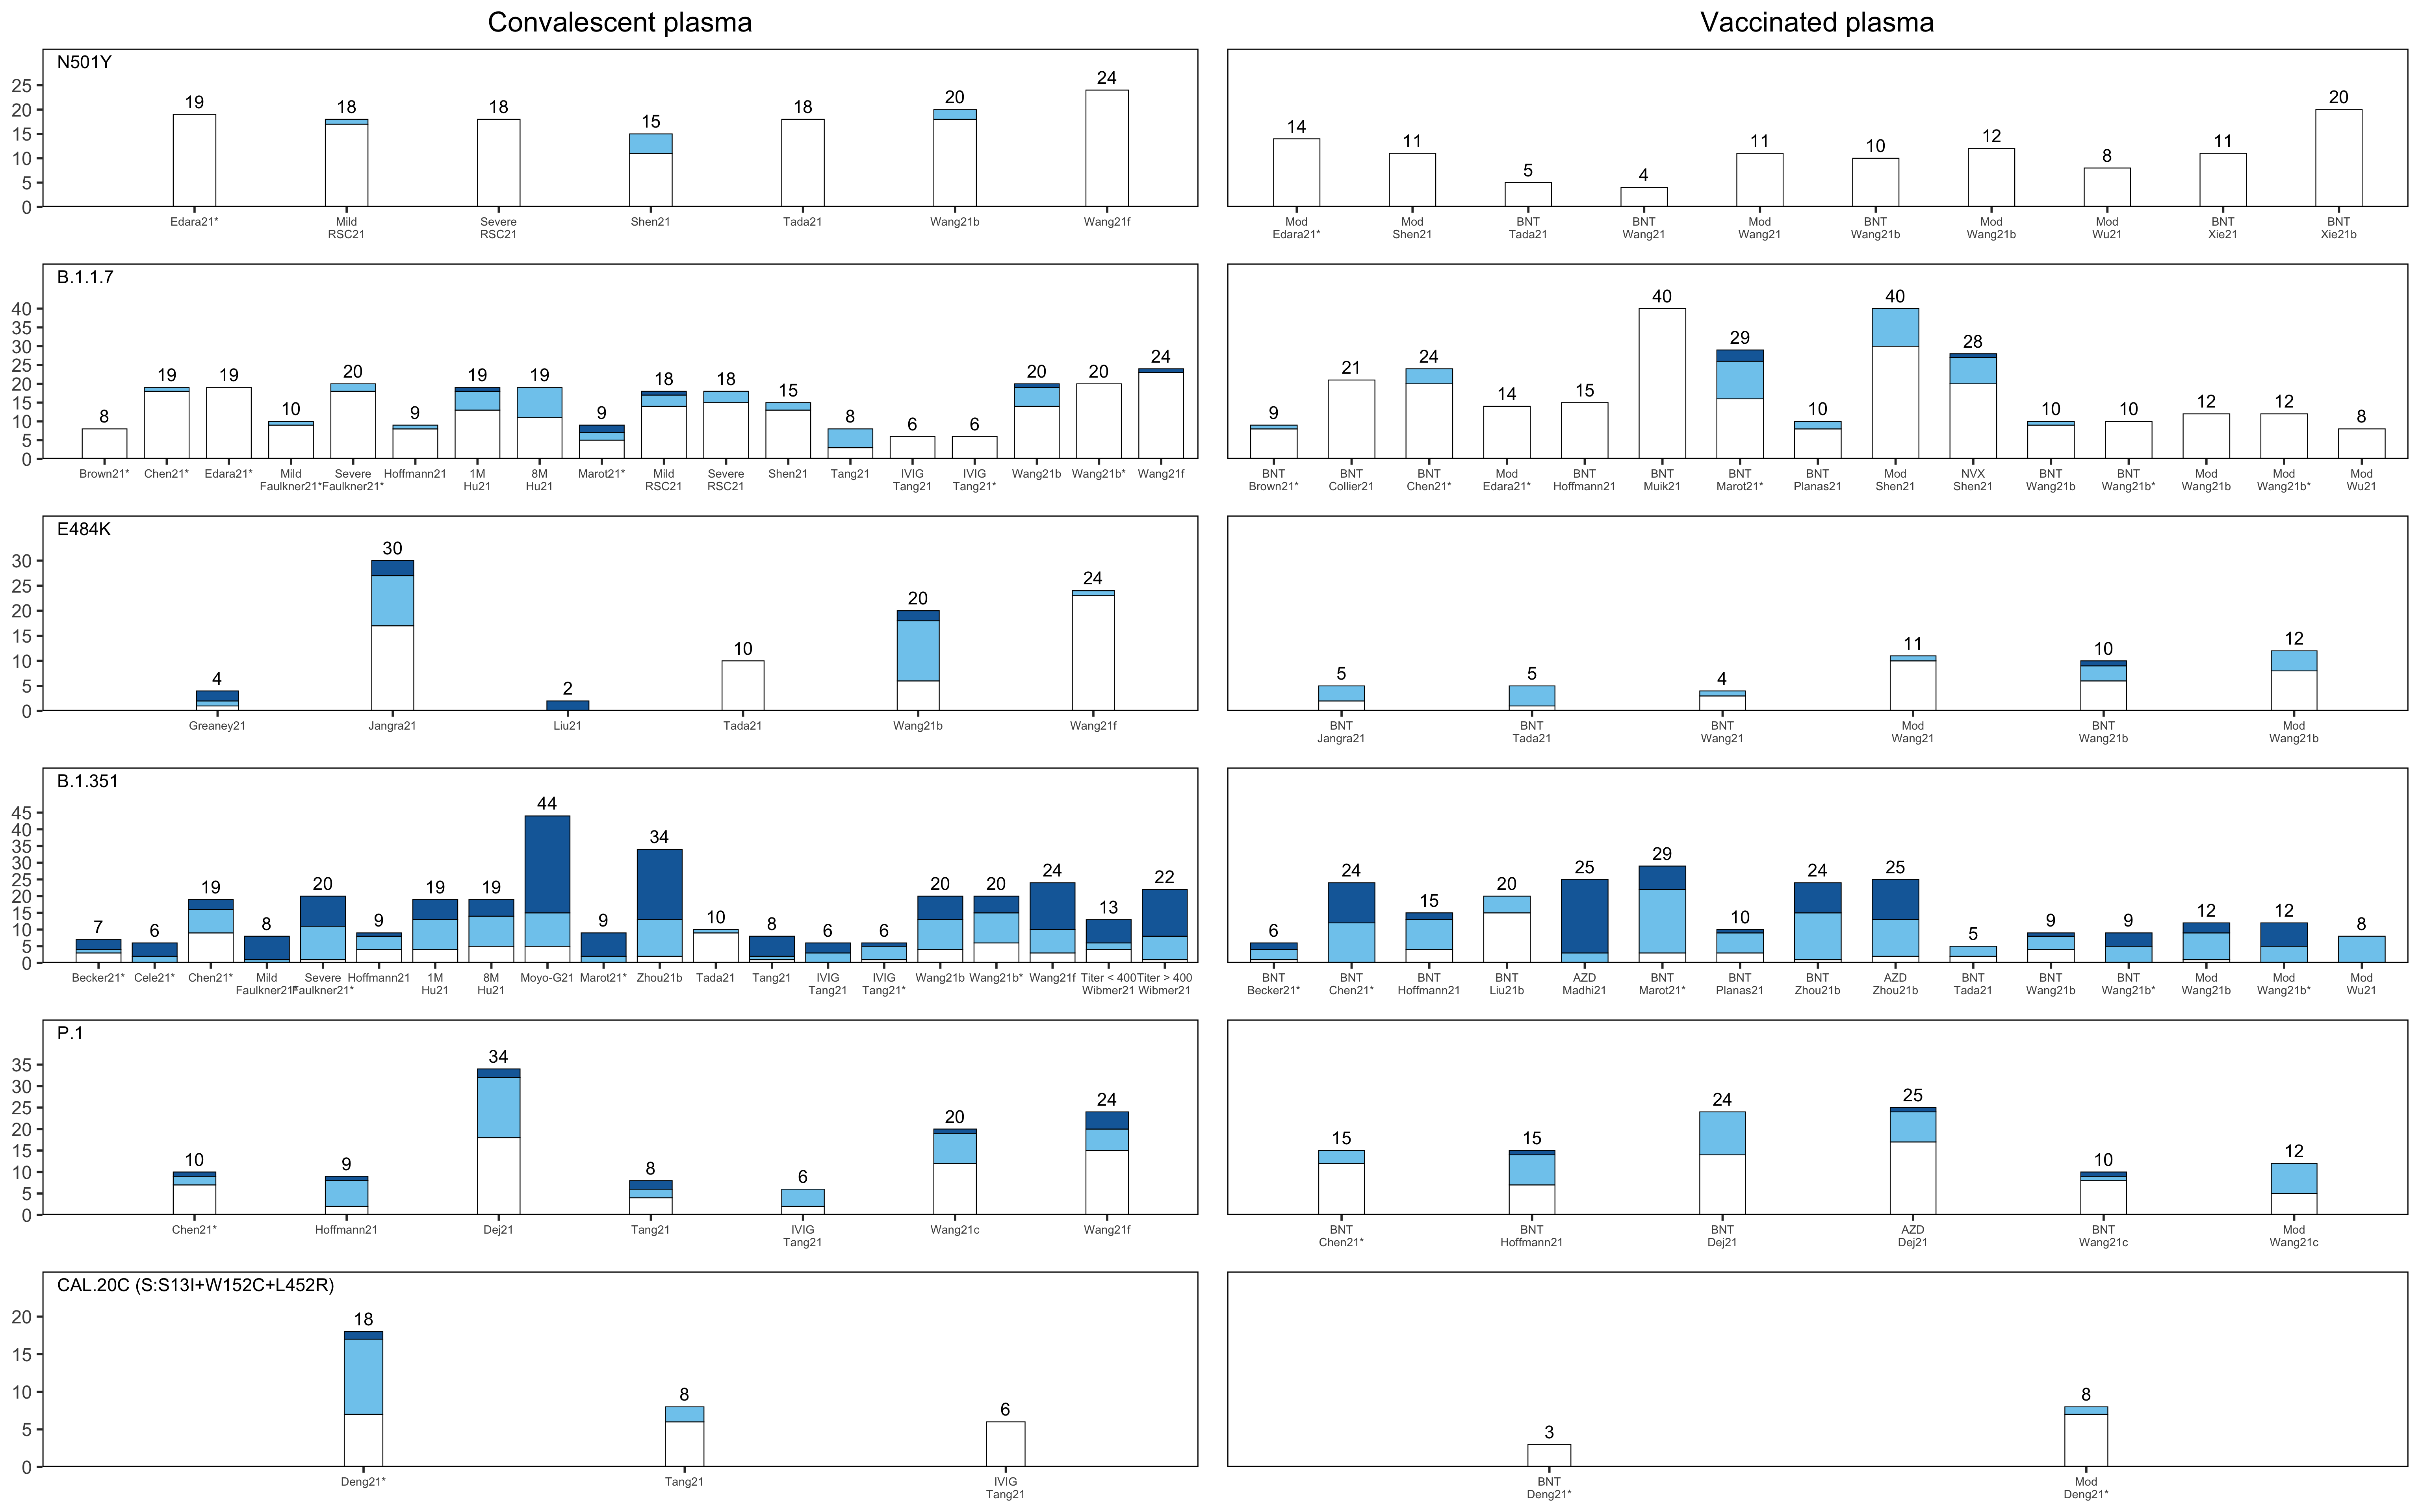 Convalescent plasma
Vaccinated plasma
N501Y
25
20
15
10
5
0
19 18 18 15 18 20 24
Edara21* Mild Severe Shen21 Tada21 Wang21b Wang21f
RSC21 RSC21
14 11 5 4 11 10 12 8 11 20
Mod Mod BNT BNT Mod BNT Mod Mod BNT BNT
Edara21* Shen21 Tada21 Wang21 Wang21 Wang21b Wang21b Wu21 Xie21 Xie21b
B.1.1.7
40
35
30
25
20
15
10
5
0
8 19 19 10 20 9 19 19 9 18 18 15 8 6 6 20 20 24
Brown21* Chen21* Edara21* Mild Severe Hoffmann21 1M 8M Marot21* Mild Severe Shen21 Tang21 IVIG IVIG Wang21b Wang21b* Wang21f
Faulkner21* Faulkner21* Hu21 Hu21 RSC21 RSC21 Tang21 Tang21*
9 21 24 14 15 40 29 10 40 28 10 10 12 12 8
BNT BNT BNT Mod BNT BNT BNT BNT Mod NVX BNT BNT Mod Mod Mod
Brown21* Collier21 Chen21* Edara21* Hoffmann21 Muik21 Marot21* Planas21 Shen21 Shen21 Wang21b Wang21b* Wang21b Wang21b* Wu21
E484K
30
25
20
15
10
5
0
4 30 2 10 20 24
Greaney21 Jangra21 Liu21 Tada21 Wang21b Wang21f
5 5 4 11 10 12
BNT BNT BNT Mod BNT Mod
Jangra21 Tada21 Wang21 Wang21 Wang21b Wang21b
B.1.351
45
40
35
30
25
20
15
10
5
0
7 6 19 8 20 9 19 19 44 9 34 10 8 6 6 20 20 24 13 22
Becker21* Cele21* Chen21* Mild Severe Hoffmann21 1M 8M Moyo-G21 Marot21* Zhou21b Tada21 Tang21 IVIG IVIG Wang21b Wang21b* Wang21f Titer < 400 Titer > 400
Faulkner21* Faulkner21* Hu21 Hu21 Tang21 Tang21* Wibmer21 Wibmer21
6 24 15 20 25 29 10 24 25 5 9 9 12 12 8
BNT BNT BNT BNT AZD BNT BNT BNT AZD BNT BNT BNT Mod Mod Mod
Becker21* Chen21* Hoffmann21 Liu21b Madhi21 Marot21* Planas21 Zhou21b Zhou21b Tada21 Wang21b Wang21b* Wang21b Wang21b* Wu21
P.1
35
30
25
20
15
10
5
0
10 9 34 8 6 20 24
Chen21* Hoffmann21 Dej21 Tang21 IVIG Wang21c Wang21f
Tang21
15 15 24 25 10 12
BNT BNT BNT AZD BNT Mod
Chen21* Hoffmann21 Dej21 Dej21 Wang21c Wang21c
CAL.20C (S:S13I+W152C+L452R)
20
15
10
5
0
18 8 6
Deng21* Tang21 IVIG
Tang21
3 8
BNT Mod
Deng21* Deng21*